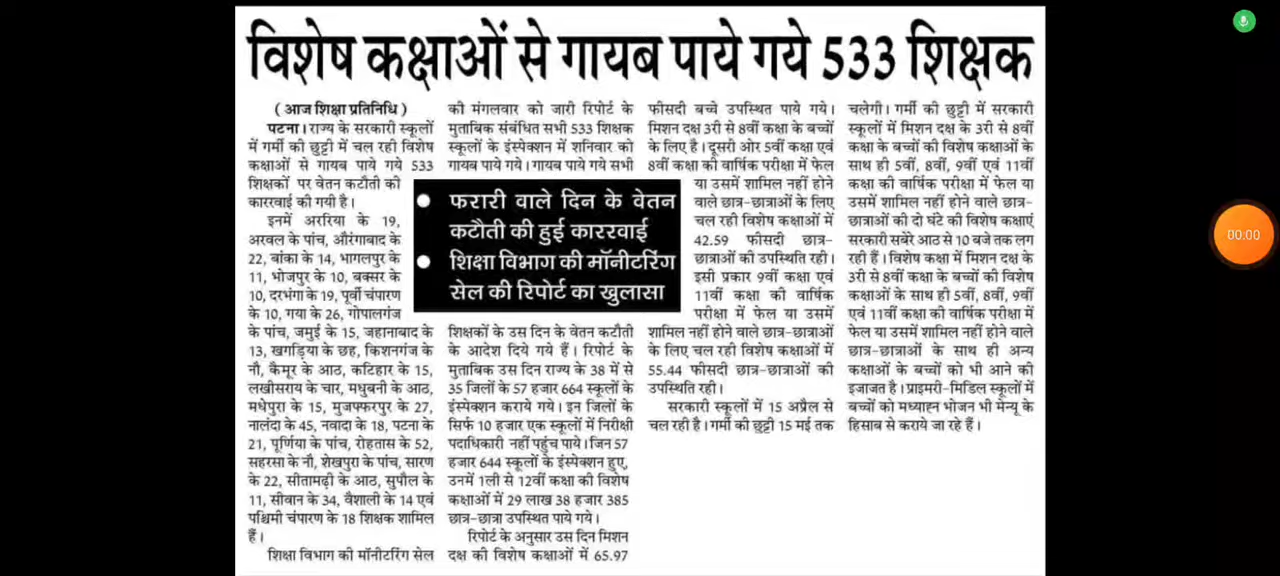 विशेष कक्षाओं से गायब पाये गये 533 शिक्षक
( आज शिक्षा प्रतिनिधि )
पटना। राज्य के सरकारी स्कूलों
में गर्मी की छुट्टी में चल रही विशेष
कक्षाओं से गायब पाये गये 533
शिक्षकों पर वेतन कटौती की
काररवाई की गयी है।
इनमें अररिया के 19,
अरवल के पांच, औरंगाबाद के
22, बांका के 14, भागलपुर के
11, भोजपुर के 10, बक्सर के
10, दरभंगा के 19, पूर्वी चंपारण
के 10, गया के 26, गोपालगंज
के पांच, जमुई के 15, जहानाबाद के
13, खगड़िया के छह, किशनगंज के
नौ, कैमूर के आठ, कटिहार के 15,
लखीसराय के चार, मधुबनी के आठ,
मधेपुरा के 15, मुजफ्फरपुर के 27,
नालंदा के 45, नवादा के 18, पटना के
21, पूर्णिया के पांच, रोहतास के 52,
सहरसा के नौ, शेखपुरा के पांच, सारण
के 22, सीतामढ़ी के आठ, सुपौल के
11, सीवान के 34, वैशाली के 14 एवं
पश्चिमी चंपारण के 18 शिक्षक शामिल
हैं।
शिक्षा विभाग की मॉनीटरिंग सेल
की मंगलवार को जारी रिपोर्ट के
मुताबिक संबंधित सभी 533 शिक्षक
स्कूलों के इंस्पेक्शन में शनिवार को
गायब पाये गये। गायब पाये गये सभी
● फरारी वाले दिन के वेतन
कटौती की हुई काररवाई
● शिक्षा विभाग की मॉनीटरिंग
सेल की रिपोर्ट का खुलासा
शिक्षकों के उस दिन के वेतन कटौती
के आदेश दिये गये हैं। रिपोर्ट के
मुताबिक उस दिन राज्य के 38 में से
35 जिलों के 57 हजार 664 स्कूलों के
इंस्पेक्शन कराये गये। इन जिलों के
सिर्फ 10 हजार एक स्कूलों में निरीक्षी
पदाधिकारी नहीं पहुंच पाये। जिन 57
हजार 644 स्कूलों के इंस्पेक्शन हुए,
उनमें 1ली से 12वीं कक्षा की विशेष
कक्षाओं में 29 लाख 38 हजार 385
छात्र-छात्रा उपस्थित पाये गये।
रिपोर्ट के अनुसार उस दिन मिशन
दक्ष की विशेष कक्षाओं में 65.97
फीसदी बच्चे उपस्थित पाये गये।
मिशन दक्ष 3री से 8वीं कक्षा के बच्चों
के लिए है। दूसरी ओर 5वीं कक्षा एवं
8वीं कक्षा की वार्षिक परीक्षा में फेल
या उसमें शामिल नहीं होने
वाले छात्र-छात्राओं के लिए
चल रही विशेष कक्षाओं में
42.59 फीसदी छात्र-
छात्राओं की उपस्थिति रही।
इसी प्रकार 9वीं कक्षा एवं
11वीं कक्षा की वार्षिक
परीक्षा में फेल या उसमें
शामिल नहीं होने वाले छात्र-छात्राओं
के लिए चल रही विशेष कक्षाओं में
55.44 फीसदी छात्र-छात्राओं की
उपस्थिति रही।
सरकारी स्कूलों में 15 अप्रैल से
चल रही है। गर्मी की छुट्टी 15 मई तक
चलेगी। गर्मी की छुट्टी में सरकारी
स्कूलों में मिशन दक्ष के 3री से 8वीं
कक्षा के बच्चों की विशेष कक्षाओं के
साथ ही 5वीं, 8वीं, 9वीं एवं 11वीं
कक्षा की वार्षिक परीक्षा में फेल या
उसमें शामिल नहीं होने वाले छात्र-
छात्राओं की दो घंटे की विशेष कक्षाएं
सरकारी सबेरे आठ से 10 बजे तक लग
रही हैं। विशेष कक्षा में मिशन दक्ष के
3री से 8वीं कक्षा के बच्चों की विशेष
कक्षाओं के साथ ही 5वीं, 8वीं, 9वीं
एवं 11वीं कक्षा की वार्षिक परीक्षा में
फेल या उसमें शामिल नहीं होने वाले
छात्र-छात्राओं के साथ ही अन्य
कक्षाओं के बच्चों को भी आने की
इजाजत है। प्राइमरी-मिडिल स्कूलों में
बच्चों को मध्याह्न भोजन भी मेन्यू के
हिसाब से कराये जा रहे हैं।
00:00